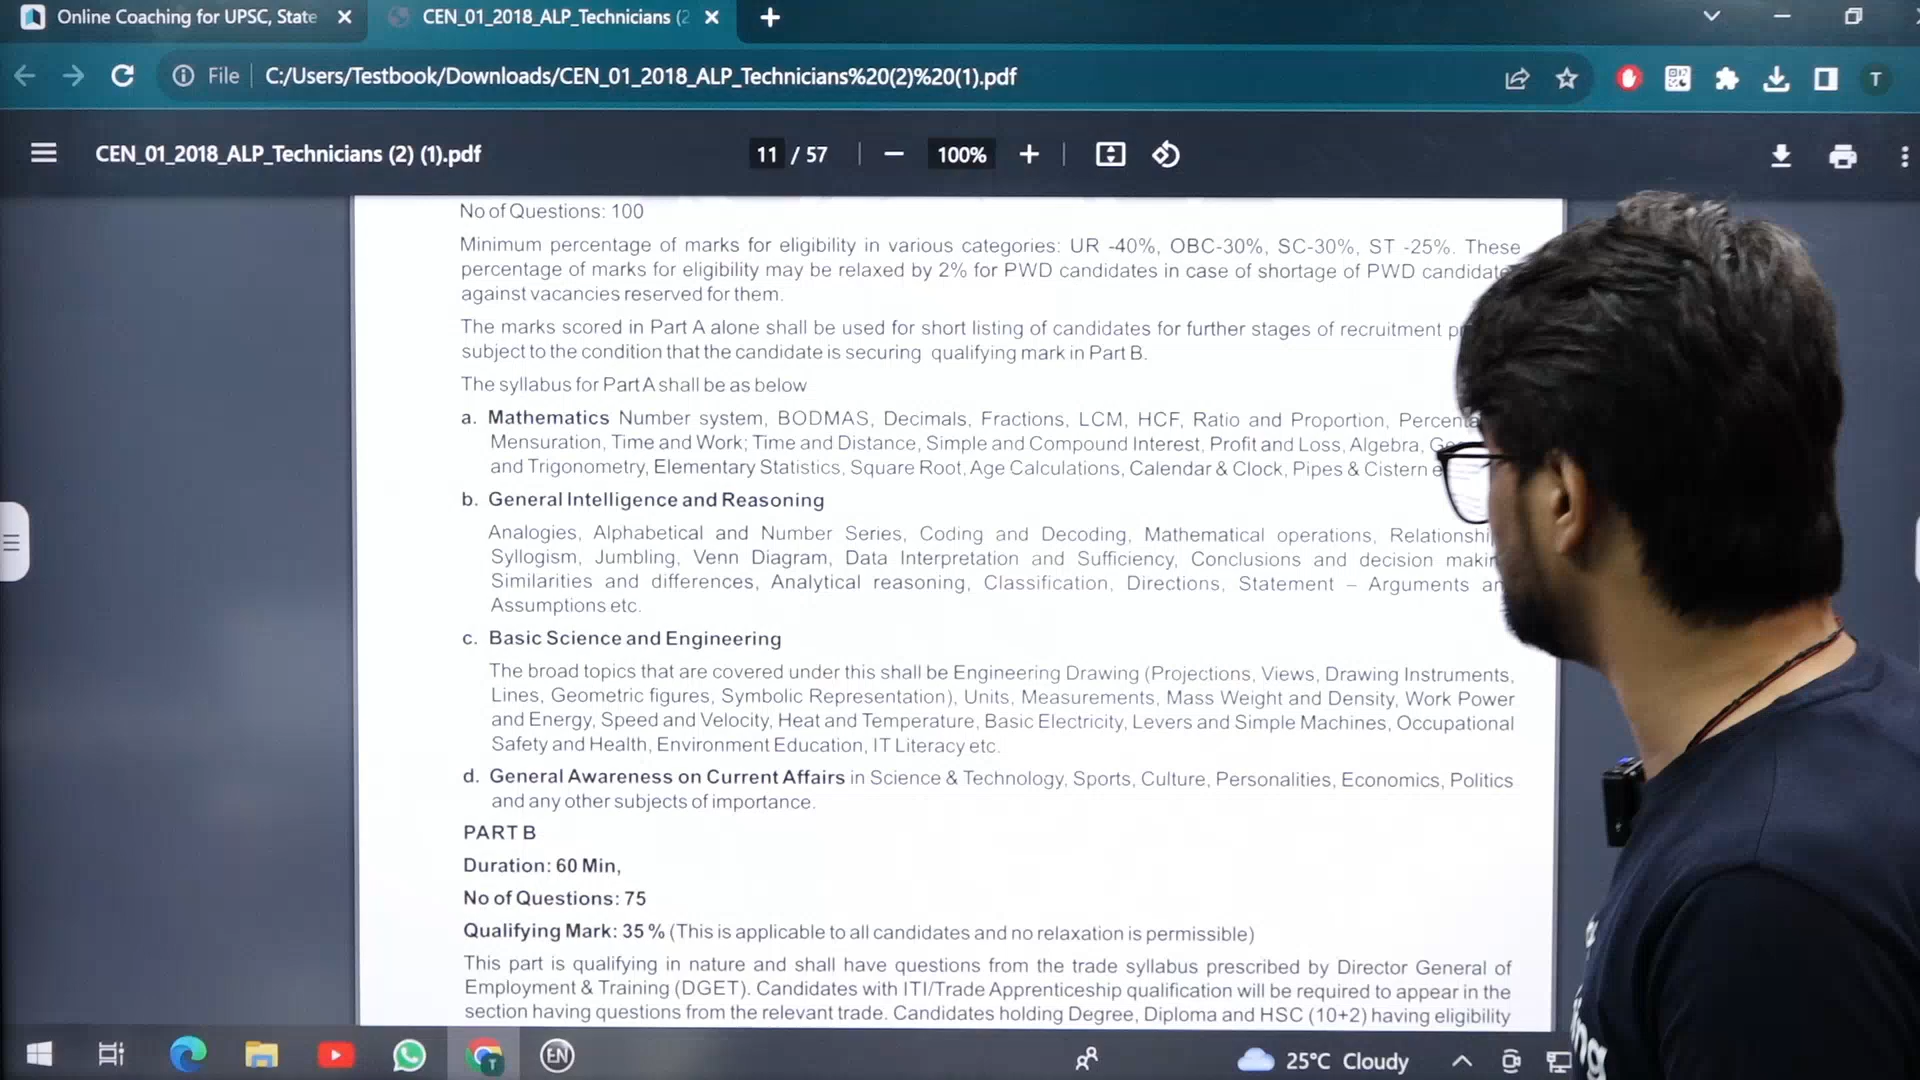 Online Coaching for UPSC, State
CEN_01_2018_ALP_Technicians (2
File
C:/Users/Testbook/Downloads/CEN_01_2018_ALP_Technicians%20(2)%20(1).pdf
T
CEN_01_2018_ALP_Technicians (2) (1).pdf
11 / 57
100%
No of Questions: 100
Minimum percentage of marks for eligibility in various categories: UR -40%, OBC-30%, SC-30%, ST -25%. These
percentage of marks for eligibility may be relaxed by 2% for PWD candidates in case of shortage of PWD candidate
against vacancies reserved for them.
The marks scored in Part A alone shall be used for short listing of candidates for further stages of recruitment
subject to the condition that the candidate is securing qualifying mark in Part B.
The syllabus for Part A shall be as below
a. Mathematics Number system, BODMAS, Decimals, Fractions, LCM, HCF, Ratio and Proportion,
Mensuration, Time and Work; Time and Distance, Simple and Compound Interest, Profit and Loss, Algebra,
and Trigonometry, Elementary Statistics, Square Root, Age Calculations, Calendar & Clock, Pipes & Cistern
b. General Intelligence and Reasoning
Analogies, Alphabetical and Number Series, Coding and Decoding, Mathematical operations,
Syllogism, Jumbling, Venn Diagram, Data Interpretation and Sufficiency, Conclusions and decision
Similarities and differences, Analytical reasoning, Classification, Directions, Statement – Arguments
Assumptions etc.
c. Basic Science and Engineering
The broad topics that are covered under this shall be Engineering Drawing (Projections, Views, Drawing Instruments,
Lines, Geometric figures, Symbolic Representation), Units, Measurements, Mass Weight and Density, Work Power
and Energy, Speed and Velocity, Heat and Temperature, Basic Electricity, Levers and Simple Machines, Occupational
Safety and Health, Environment Education, IT Literacy etc.
d. General Awareness on Current Affairs in Science & Technology, Sports, Culture, Personalities, Economics, Politics
and any other subjects of importance.
PART B
Duration: 60 Min,
No of Questions: 75
Qualifying Mark: 35 % (This is applicable to all candidates and no relaxation is permissible)
This part is qualifying in nature and shall have questions from the trade syllabus prescribed by Director General of
Employment & Training (DGET). Candidates with ITI/Trade Apprenticeship qualification will be required to appear in the
section having questions from the relevant trade. Candidates holding Degree, Diploma and HSC (10+2) having eligibility
T
EN
25°C Cloudy